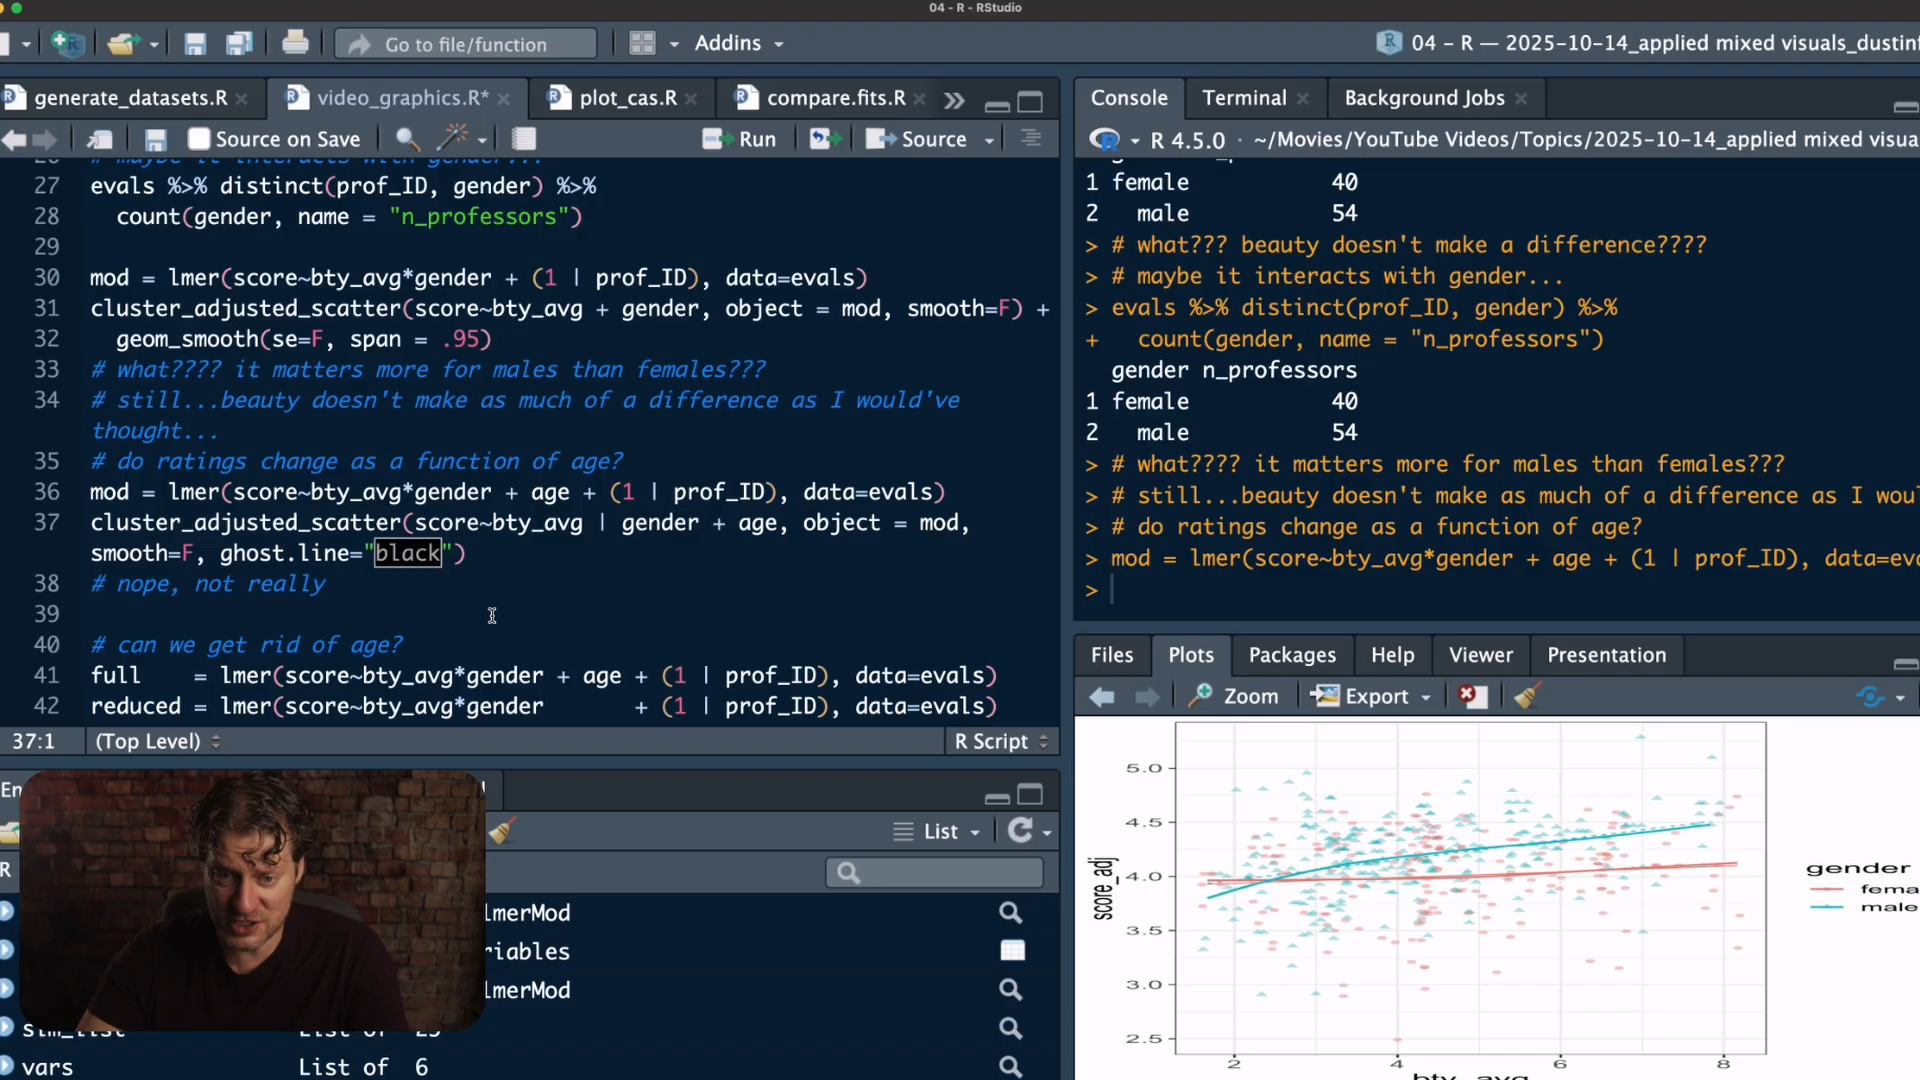 04 - R - RStudio
Go to file/function
Addins
04 - R — 2025-10-14_applied mixed visuals_dustinf
generate_datasets.R
video_graphics.R*
plot_cas.R
compare.fits.R
Source on Save
Run
Source
# maybe it interacts with gender...
27 evals %>% distinct(prof_ID, gender) %>%
28 count(gender, name = "n_professors")
29
30 mod = lmer(score~bty_avg*gender + (1 | prof_ID), data=evals)
31 cluster_adjusted_scatter(score~bty_avg + gender, object = mod, smooth=F) +
32 geom_smooth(se=F, span = .95)
33 # what???? it matters more for males than females???
34 # still...beauty doesn't make as much of a difference as I would've
thought...
35 # do ratings change as a function of age?
36 mod = lmer(score~bty_avg*gender + age + (1 | prof_ID), data=evals)
37 cluster_adjusted_scatter(score~bty_avg | gender + age, object = mod,
smooth=F, ghost.line="black")
38 # nope, not really
39
40 # can we get rid of age?
41 full = lmer(score~bty_avg*gender + age + (1 | prof_ID), data=evals)
42 reduced = lmer(score~bty_avg*gender + (1 | prof_ID), data=evals)
37:1 (Top Level) R Script
Console Terminal Background Jobs
R 4.5.0 · ~/Movies/YouTube Videos/Topics/2025-10-14_applied mixed visua
1 female 40
2 male 54
> # what??? beauty doesn't make a difference????
> # maybe it interacts with gender...
> evals %>% distinct(prof_ID, gender) %>%
+ count(gender, name = "n_professors")
gender n_professors
1 female 40
2 male 54
> # what???? it matters more for males than females???
> # still...beauty doesn't make as much of a difference as I woul
> # do ratings change as a function of age?
> mod = lmer(score~bty_avg*gender + age + (1 | prof_ID), data=eva
>
Files Plots Packages Help Viewer Presentation
Zoom Export
5.0
4.5
4.0
3.5
3.0
2.5
score_adj
2 4 6 8
bty_avg
gender
fema
male
En
List
R
lmerMod
riables
lmerMod
sim_list List of 25
vars List of 6